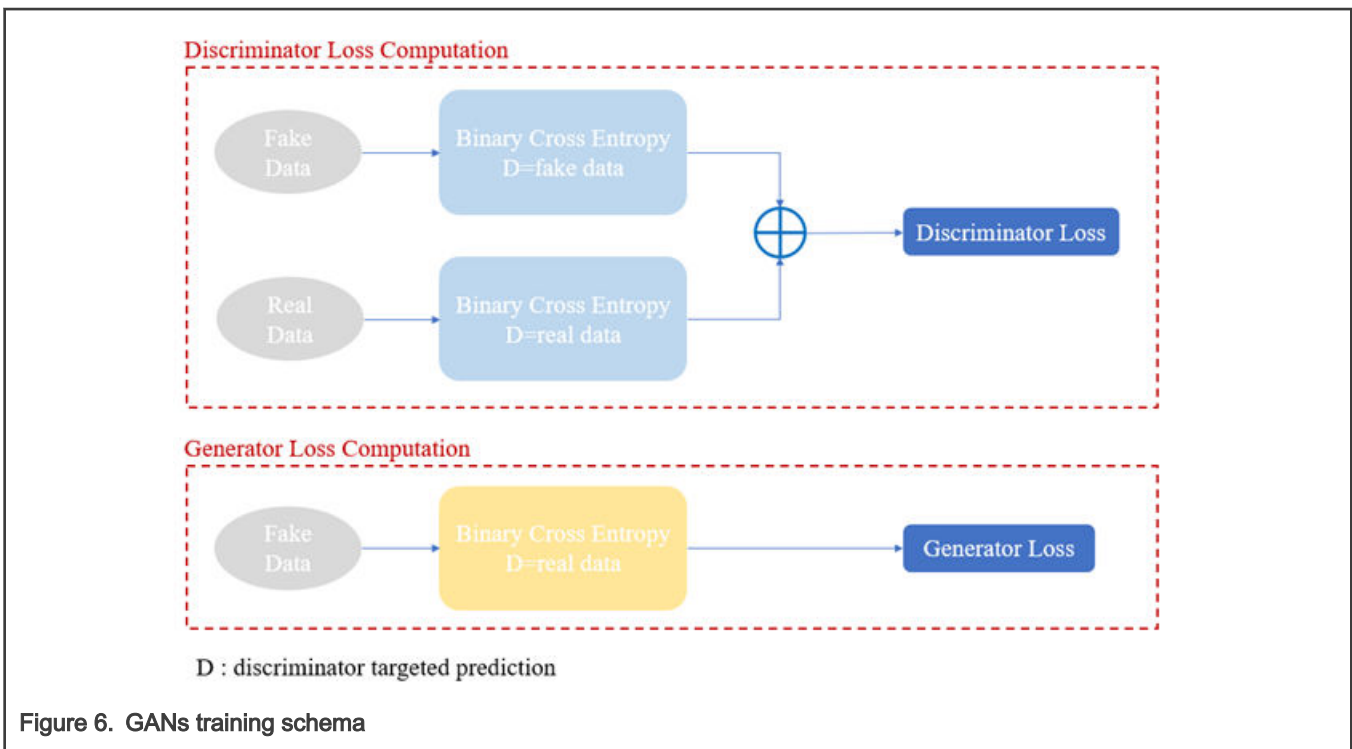 Discriminator Loss Computation
Fake
Data
Binary Cross Entropy
D=fake data
Discriminator Loss
Real
Data
Binary Cross Entropy
D=real data
Generator Loss Computation
Fake
Data
Binary Cross Entropy
D=real data
Generator Loss
D : discriminator targeted prediction
Figure 6. GANs training schema